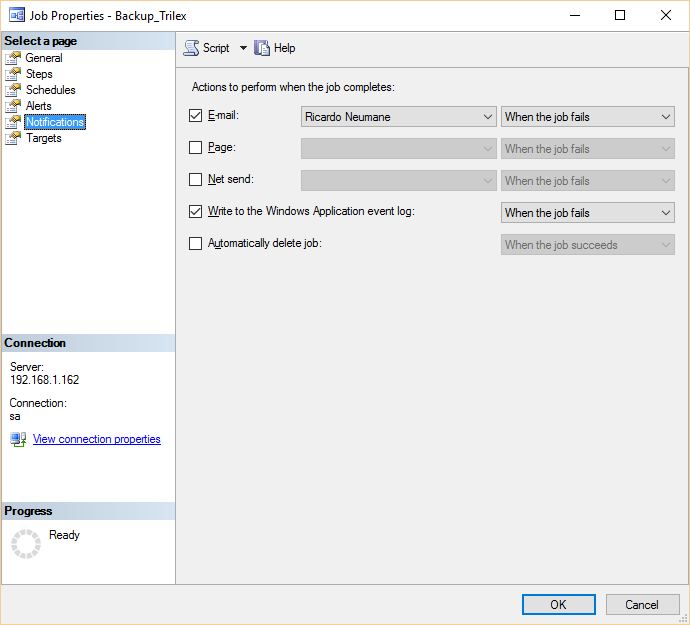 Job Properties - Backup_Trilex
Select a page
General
Steps
Schedules
Alerts
Notifications
Targets
Script
Help
Actions to perform when the job completes:
E-mail: Ricardo Neumane When the job fails
Page: When the job fails
Net send: When the job fails
Write to the Windows Application event log: When the job fails
Automatically delete job: When the job succeeds
Connection
Server:
192.168.1.162
Connection:
sa
View connection properties
Progress
Ready
OK Cancel